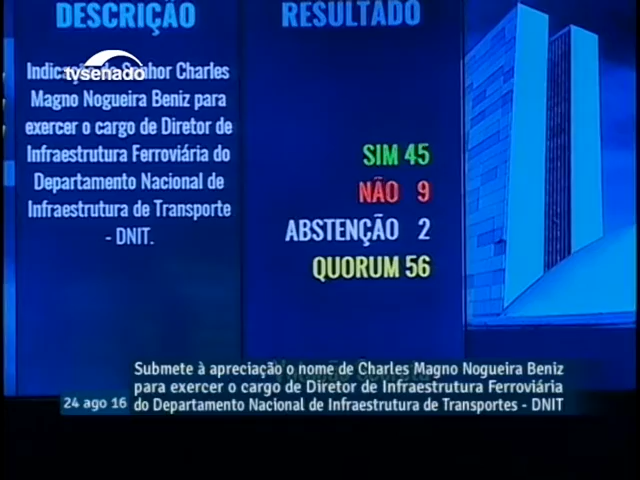 DESCRIÇÃO
RESULTADO
tvsenado
Indicação do Senhor Charles
Magno Nogueira Beniz para
exercer o cargo de Diretor de
Infraestrutura Ferroviária do
Departamento Nacional de
Infraestrutura de Transporte
- DNIT.
SIM 45
NÃO 9
ABSTENÇÃO 2
QUORUM 56
Submete à apreciação o nome de Charles Magno Nogueira Beniz
para exercer o cargo de Diretor de Infraestrutura Ferroviária
24 ago 16 do Departamento Nacional de Infraestrutura de Transportes - DNIT